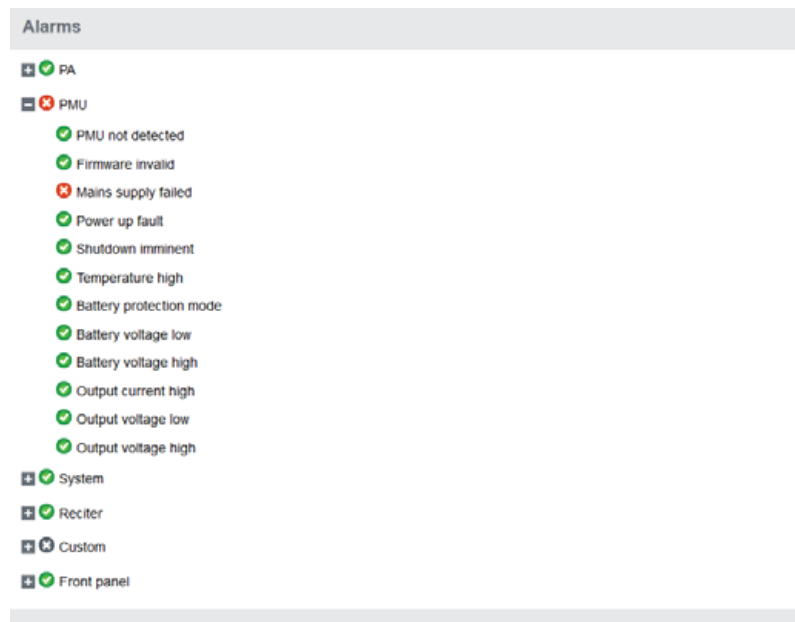 Alarms
PA
PMU
PMU not detected
Firmware invalid
Mains supply failed
Power up fault
Shutdown imminent
Temperature high
Battery protection mode
Battery voltage low
Battery voltage high
Output current high
Output voltage low
Output voltage high
System
Reciter
Custom
Front panel